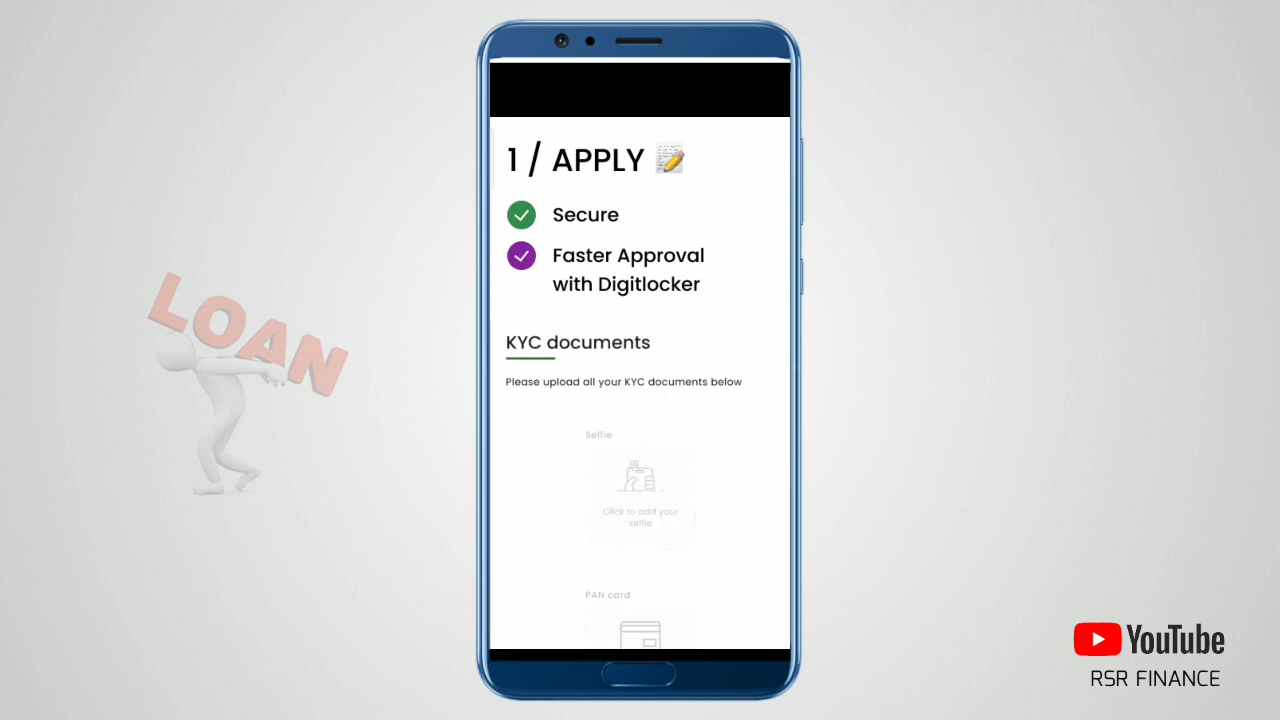 1 / APPLY
Secure
Faster Approval
with Digitlocker
KYC documents
Please upload all your KYC documents below
Selfie
Click to add your
selfie
PAN card
LOAN
YouTube
RSR FINANCE